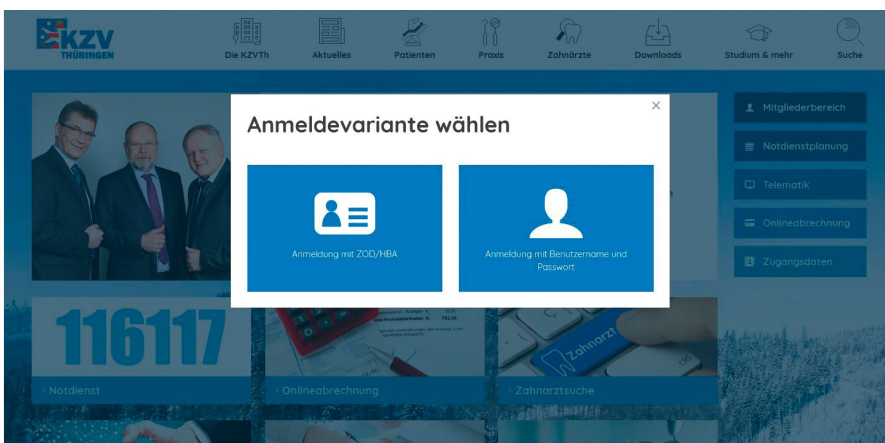 KZV
THÜRINGEN
Die KZVTh
Aktuelles
Patienten
Praxis
Zahnärzte
Downloads
Studium & mehr
Suche
Anmeldevariante wählen
×
Anmeldung mit ZOD/HBA
Anmeldung mit Benutzername und
Passwort
Mitgliederbereich
Notdienstplanung
Telematik
Onlineabrechnung
Zugangsdaten
116117
Zahnarzt
ctrl
› Notdienst
› Onlineabrechnung
› Zahnarztsuche